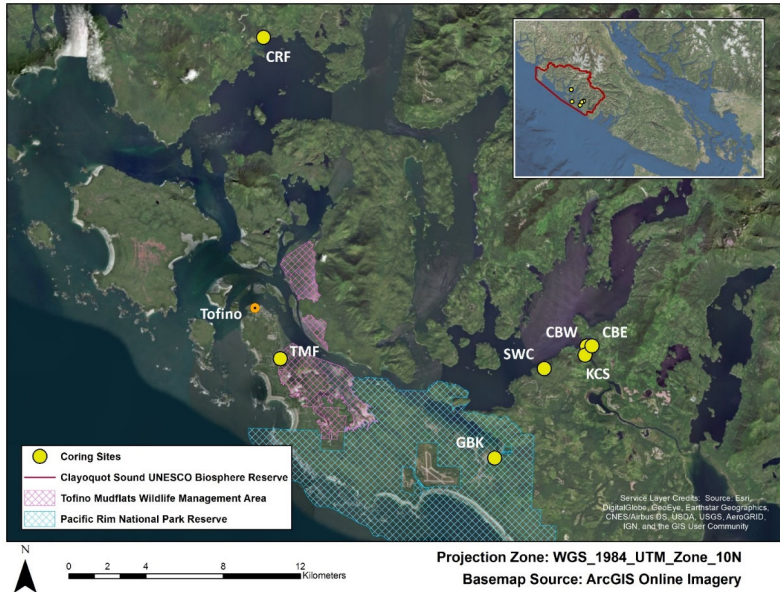 CRF
Tofino
TMF
CBW
CBE
SWC
KCS
GBK
Coring Sites
Clayoquot Sound UNESCO Biosphere Reserve
Tofino Mudflats Wildlife Management Area
Pacific Rim National Park Reserve
Service Layer Credits: Source: Esri,
DigitalGlobe, GeoEye, Earthstar Geographics,
CNES/Airbus DS, USDA, USGS, AeroGRID,
IGN, and the GIS User Community
N
0 2 4 8 12
Kilometers
Projection Zone: WGS_1984_UTM_Zone_10N
Basemap Source: ArcGIS Online Imagery